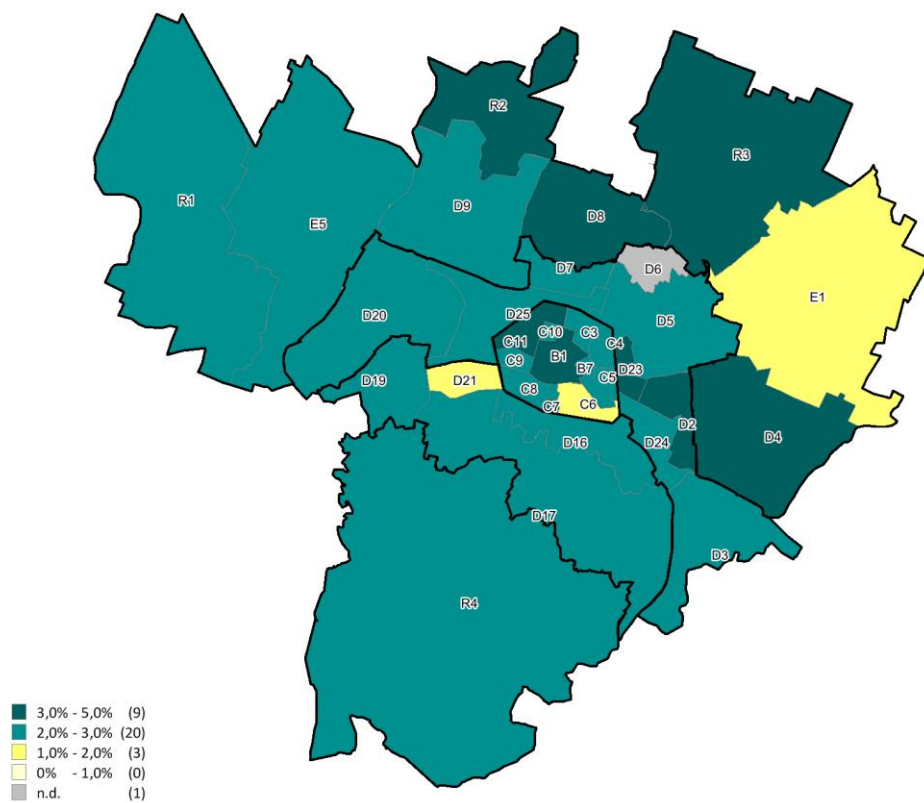 R2
R3
R1
D9
D8
E5
D7
D6
E1
D25
D5
D20
C10
C3
C11
C4
B1
C9
B7
D23
D19
D21
C5
C8
C7
C6
D2
D4
D16
D24
D17
D3
R4
3,0% - 5,0% (9)
2,0% - 3,0% (20)
1,0% - 2,0% (3)
0% - 1,0% (0)
n.d. (1)